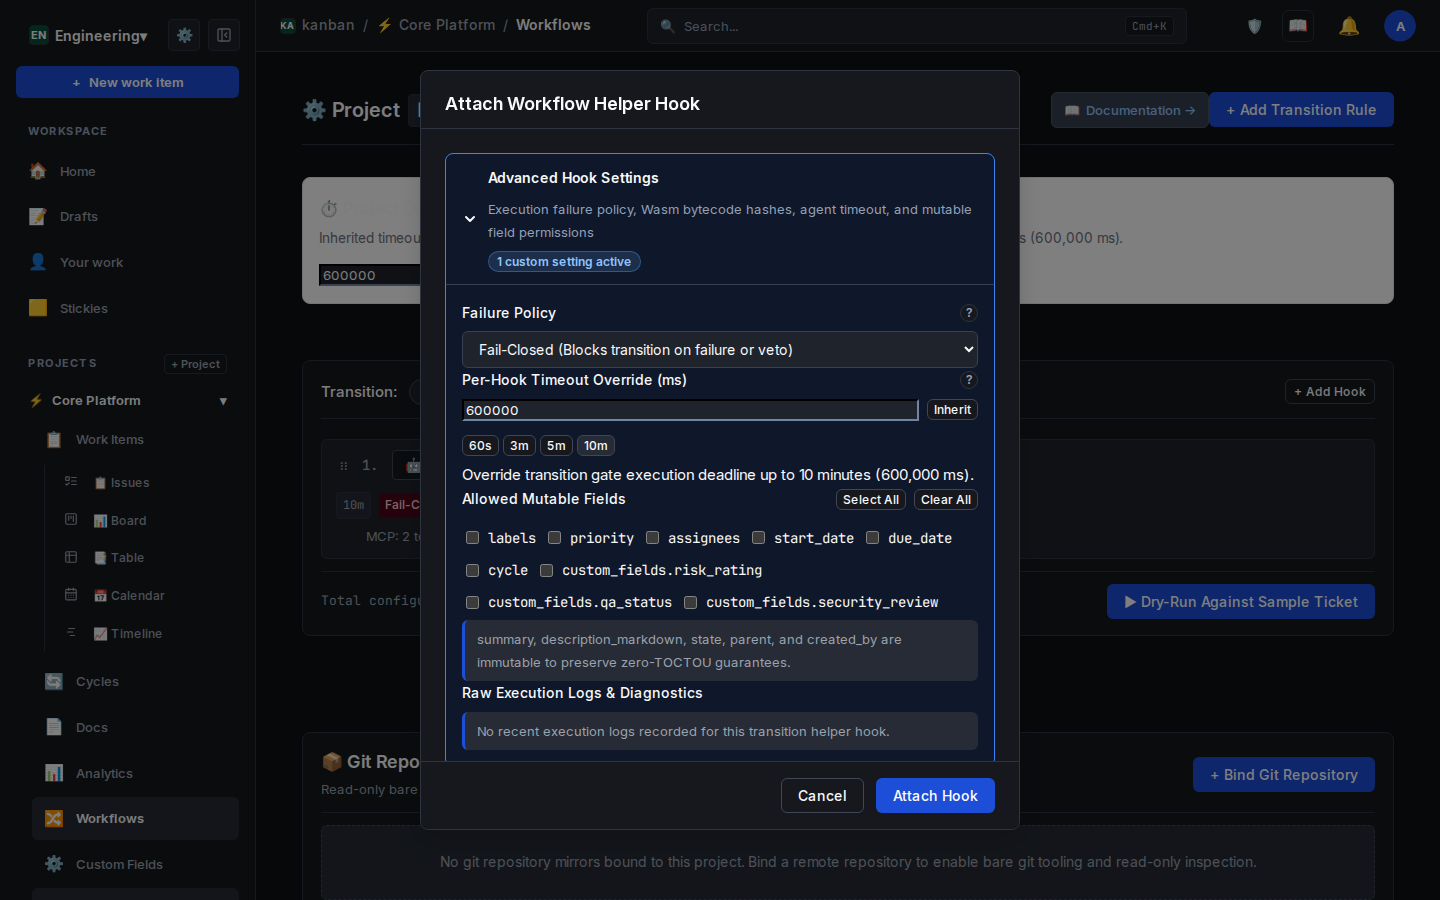 EN Engineering▾
KA kanban / ⚡ Core Platform / Workflows
Search...
Cmd+K
A
+ New work item
WORKSPACE
Home
Drafts
Your work
Stickies
PROJECTS
+ Project
Core Platform ▾
Work Items
Issues
Board
Table
Calendar
Timeline
Cycles
Docs
Analytics
Workflows
Custom Fields
Project
Documentation →
+ Add Transition Rule
Inherited timeou
s (600,000 ms).
600000
Transition:
+ Add Hook
1.
10m
Fail-C
MCP: 2 t
Total config
▶ Dry-Run Against Sample Ticket
Git Repo
Read-only bare
+ Bind Git Repository
No git repository mirrors bound to this project. Bind a remote repository to enable bare git tooling and read-only inspection.
Attach Workflow Helper Hook
Advanced Hook Settings
Execution failure policy, Wasm bytecode hashes, agent timeout, and mutable
field permissions
1 custom setting active
Failure Policy
?
Fail-Closed (Blocks transition on failure or veto)
Per-Hook Timeout Override (ms)
?
600000
Inherit
60s 3m 5m 10m
Override transition gate execution deadline up to 10 minutes (600,000 ms).
Allowed Mutable Fields
Select All
Clear All
labels priority assignees start_date due_date
cycle custom_fields.risk_rating
custom_fields.qa_status custom_fields.security_review
summary, description_markdown, state, parent, and created_by are
immutable to preserve zero-TOCTOU guarantees.
Raw Execution Logs & Diagnostics
No recent execution logs recorded for this transition helper hook.
Cancel
Attach Hook